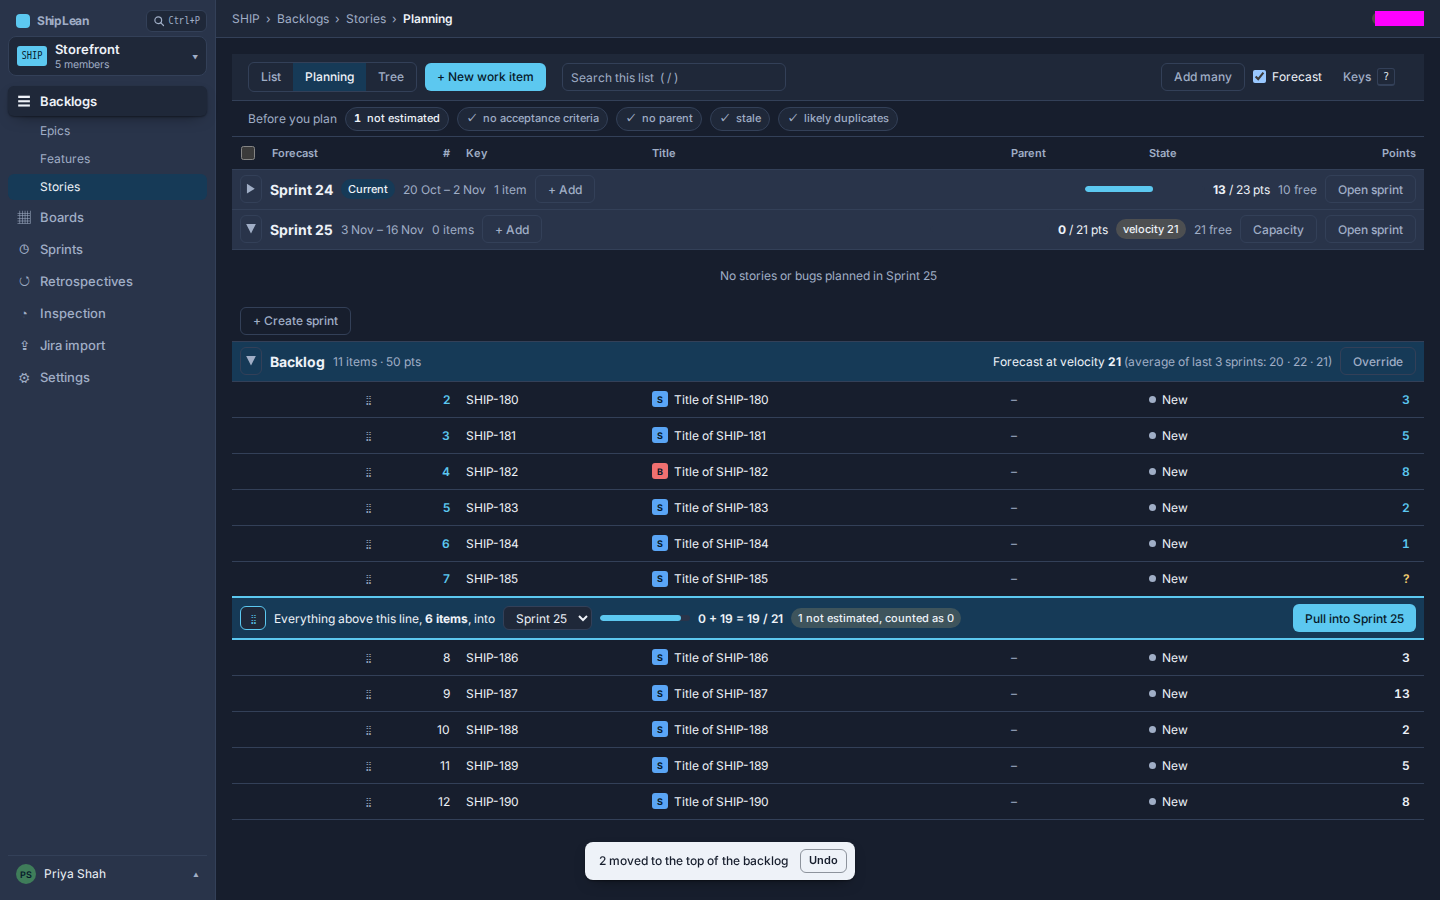 ShipLean Ctrl+P
SHIP Storefront
5 members
Backlogs
Epics
Features
Stories
Boards
Sprints
Retrospectives
Inspection
Jira import
Settings
PS Priya Shah
SHIP › Backlogs › Stories › Planning
List Planning Tree + New work item Search this list ( / ) Add many Forecast Keys ?
Before you plan 1 not estimated ✓ no acceptance criteria ✓ no parent ✓ stale ✓ likely duplicates
Forecast # Key Title Parent State Points
Sprint 24 Current 20 Oct – 2 Nov 1 item + Add 13 / 23 pts 10 free Open sprint
Sprint 25 3 Nov – 16 Nov 0 items + Add 0 / 21 pts velocity 21 21 free Capacity Open sprint
No stories or bugs planned in Sprint 25
+ Create sprint
Backlog 11 items · 50 pts Forecast at velocity 21 (average of last 3 sprints: 20 · 22 · 21) Override
2 SHIP-180 S Title of SHIP-180 – New 3
3 SHIP-181 S Title of SHIP-181 – New 5
4 SHIP-182 B Title of SHIP-182 – New 8
5 SHIP-183 S Title of SHIP-183 – New 2
6 SHIP-184 S Title of SHIP-184 – New 1
7 SHIP-185 S Title of SHIP-185 – New ?
Everything above this line, 6 items, into Sprint 25 0 + 19 = 19 / 21 1 not estimated, counted as 0 Pull into Sprint 25
8 SHIP-186 S Title of SHIP-186 – New 3
9 SHIP-187 S Title of SHIP-187 – New 13
10 SHIP-188 S Title of SHIP-188 – New 2
11 SHIP-189 S Title of SHIP-189 – New 5
12 SHIP-190 S Title of SHIP-190 – New 8
2 moved to the top of the backlog Undo